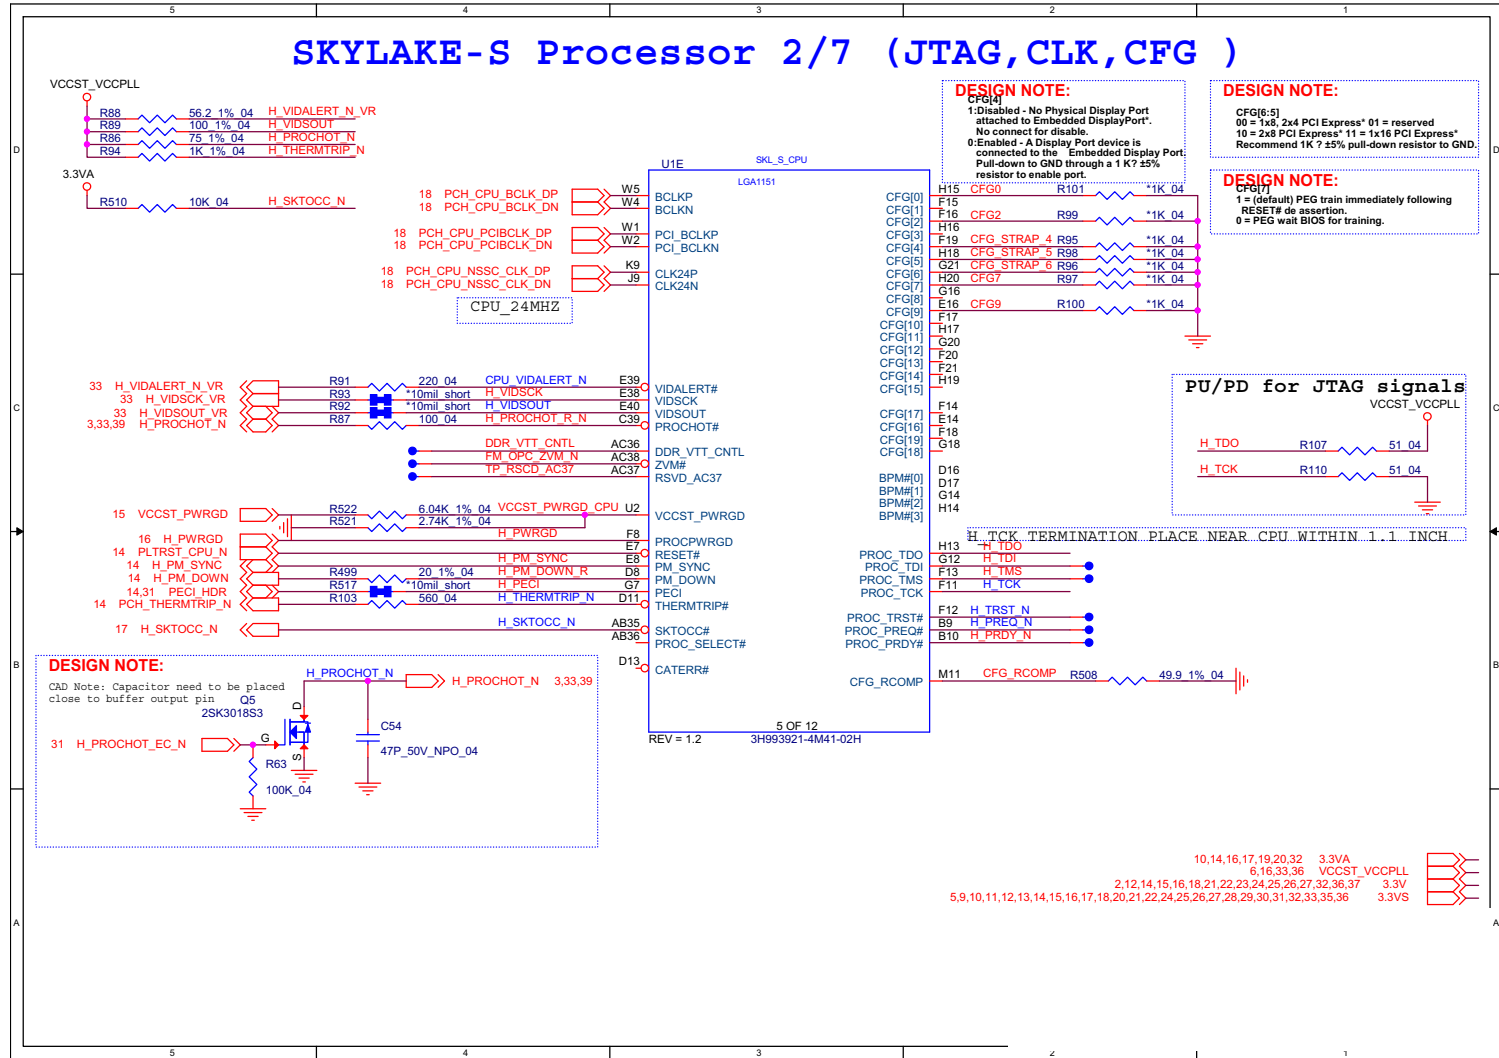 5 4 3 2 1
SKYLAKE-S Processor 2/7 (JTAG,CLK,CFG )
VCCST_VCCPLL
R88 56.2_1%_04 H_VIDALERT_N_VR
R89 100_1%_04 H_VIDSOUT
R86 75_1%_04 H_PROCHOT_N
R94 1K_1%_04 H_THERMTRIP_N
3.3VA
R510 10K_04 H_SKTOCC_N
DESIGN NOTE:
CFG[4]
1:Disabled - No Physical Display Port
attached to Embedded DisplayPort*.
No connect for disable.
0:Enabled - A Display Port device is
connected to the Embedded Display Port.
Pull-down to GND through a 1 K? ±5%
resistor to enable port.
DESIGN NOTE:
CFG[6:5]
00 = 1x8, 2x4 PCI Express* 01 = reserved
10 = 2x8 PCI Express* 11 = 1x16 PCI Express*
Recommend 1K ? ±5% pull-down resistor to GND.
DESIGN NOTE:
CFG[7]
1 = (default) PEG train immediately following
RESET# de assertion.
0 = PEG wait BIOS for training.
D D
U1E SKL_S_CPU
LGA1151
18 PCH_CPU_BCLK_DP W5 BCLKP
18 PCH_CPU_BCLK_DN W4 BCLKN
18 PCH_CPU_PCIBCLK_DP W1 PCI_BCLKP
18 PCH_CPU_PCIBCLK_DN W2 PCI_BCLKN
18 PCH_CPU_NSSC_CLK_DP K9 CLK24P
18 PCH_CPU_NSSC_CLK_DN J9 CLK24N
CPU_24MHZ
CFG[0] H15 CFG0 R101 *1K_04
CFG[1] F15
CFG[2] F16 CFG2 R99 *1K_04
CFG[3] H16
CFG[4] F19 CFG_STRAP_4 R95 *1K_04
CFG[5] H18 CFG_STRAP_5 R98 *1K_04
CFG[6] G21 CFG_STRAP_6 R96 *1K_04
CFG[7] H20 CFG7 R97 *1K_04
CFG[8] G16
CFG[9] E16 CFG9 R100 *1K_04
CFG[10] F17
CFG[11] H17
CFG[12] G20
CFG[13] F20
CFG[14] F21
CFG[15] H19
CFG[17] F14
CFG[16] E14
CFG[19] F18
CFG[18] G18
BPM#[0] D16
BPM#[1] D17
BPM#[2] G14
BPM#[3] H14
C C
33 H_VIDALERT_N_VR R91 220_04 CPU_VIDALERT_N E39 VIDALERT#
33 H_VIDSCK_VR R93 *10mil_short H_VIDSCK E38 VIDSCK
33 H_VIDSOUT_VR R92 *10mil_short H_VIDSOUT E40 VIDSOUT
3,33,39 H_PROCHOT_N R87 100_04 H_PROCHOT_R_N C39 PROCHOT#
DDR_VTT_CNTL AC36 DDR_VTT_CNTL
FM_OPC_ZVM_N AC38 ZVM#
TP_RSCD_AC37 AC37 RSVD_AC37
15 VCCST_PWRGD R522 6.04K_1%_04 VCCST_PWRGD_CPU U2 VCCST_PWRGD
R521 2.74K_1%_04
16 H_PWRGD H_PWRGD F8 PROCPWRGD
14 PLTRST_CPU_N E7 RESET#
14 H_PM_SYNC H_PM_SYNC E8 PM_SYNC
14 H_PM_DOWN R499 20_1%_04 H_PM_DOWN_R D8 PM_DOWN
14,31 PECI_HDR R517 *10mil_short H_PECI G7 PECI
14 PCH_THERMTRIP_N R103 560_04 H_THERMTRIP_N D11 THERMTRIP#
17 H_SKTOCC_N H_SKTOCC_N AB35 SKTOCC#
AB36 PROC_SELECT#
D13 CATERR#
PU/PD for JTAG signals
VCCST_VCCPLL
H_TDO R107 51_04
H_TCK R110 51_04
H_TCK TERMINATION PLACE NEAR CPU WITHIN 1.1 INCH
PROC_TDO H13 H_TDO
PROC_TDI G12 H_TDI
PROC_TMS F13 H_TMS
PROC_TCK F11 H_TCK
PROC_TRST# F12 H_TRST_N
PROC_PREQ# B9 H_PREQ_N
PROC_PRDY# B10 H_PRDY_N
CFG_RCOMP M11 CFG_RCOMP R508 49.9_1%_04
5 OF 12
REV = 1.2 3H993921-4M41-02H
B B
DESIGN NOTE:
CAD Note: Capacitor need to be placed
close to buffer output pin
Q5
2SK3018S3
H_PROCHOT_N
H_PROCHOT_N 3,33,39
D
G
S
31 H_PROCHOT_EC_N
R63
100K_04
C54
47P_50V_NPO_04
10,14,16,17,19,20,32 3.3VA
6,16,33,36 VCCST_VCCPLL
2,12,14,15,16,18,21,22,23,24,25,26,27,32,36,37 3.3V
5,9,10,11,12,13,14,15,16,17,18,20,21,22,24,25,26,27,28,29,30,31,32,33,35,36 3.3VS
A A
5 4 3 2 1